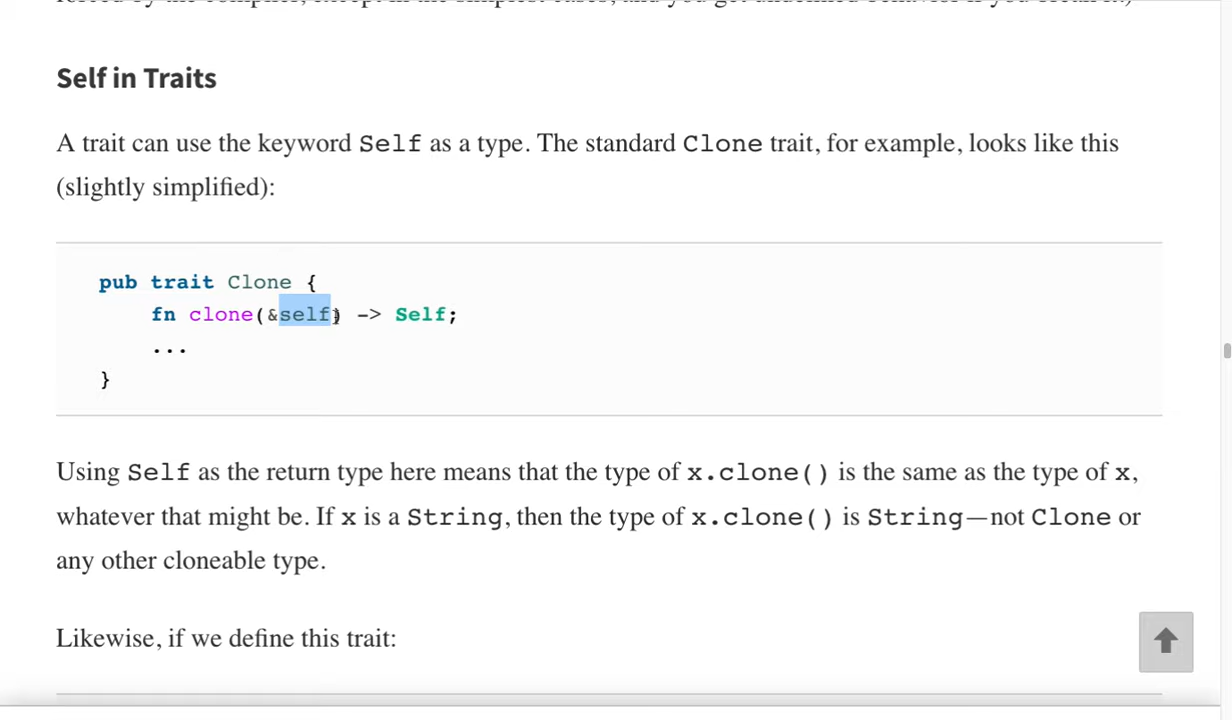 Self in Traits
A trait can use the keyword Self as a type. The standard Clone trait, for example, looks like this
(slightly simplified):
pub trait Clone {
    fn clone(&self) -> Self;
    ...
}
Using Self as the return type here means that the type of x.clone() is the same as the type of x,
whatever that might be. If x is a String, then the type of x.clone() is String—not Clone or
any other cloneable type.
Likewise, if we define this trait: